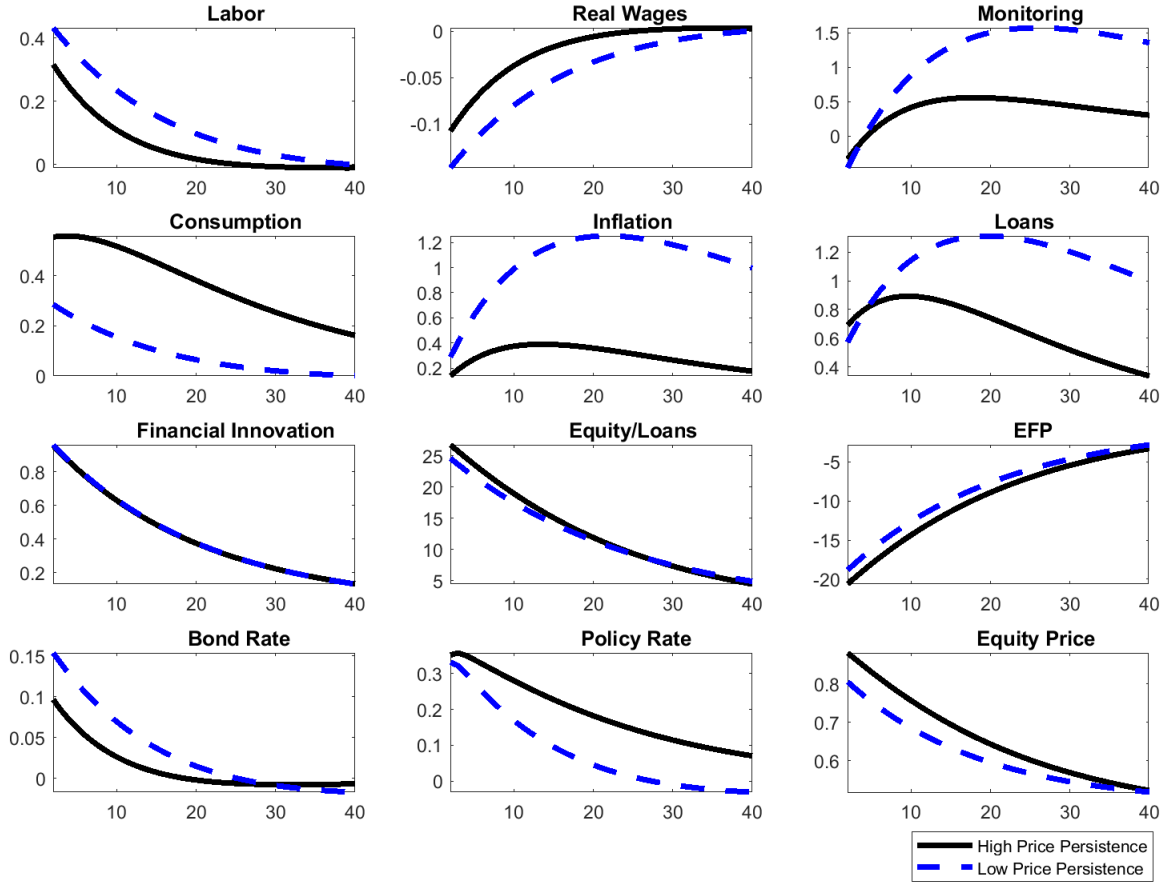 Labor
0.4
0.2
0
10 20 30 40
Real Wages
0
-0.05
-0.1
10 20 30 40
Monitoring
1.5
1
0.5
0
10 20 30 40
Consumption
0.4
0.2
0
10 20 30 40
Inflation
1.2
1
0.8
0.6
0.4
0.2
10 20 30 40
Loans
1.2
1
0.8
0.6
0.4
10 20 30 40
Financial Innovation
0.8
0.6
0.4
0.2
10 20 30 40
Equity/Loans
25
20
15
10
5
10 20 30 40
EFP
-5
-10
-15
-20
10 20 30 40
Bond Rate
0.15
0.1
0.05
0
10 20 30 40
Policy Rate
0.3
0.2
0.1
0
10 20 30 40
Equity Price
0.8
0.7
0.6
10 20 30 40
High Price Persistence
Low Price Persistence